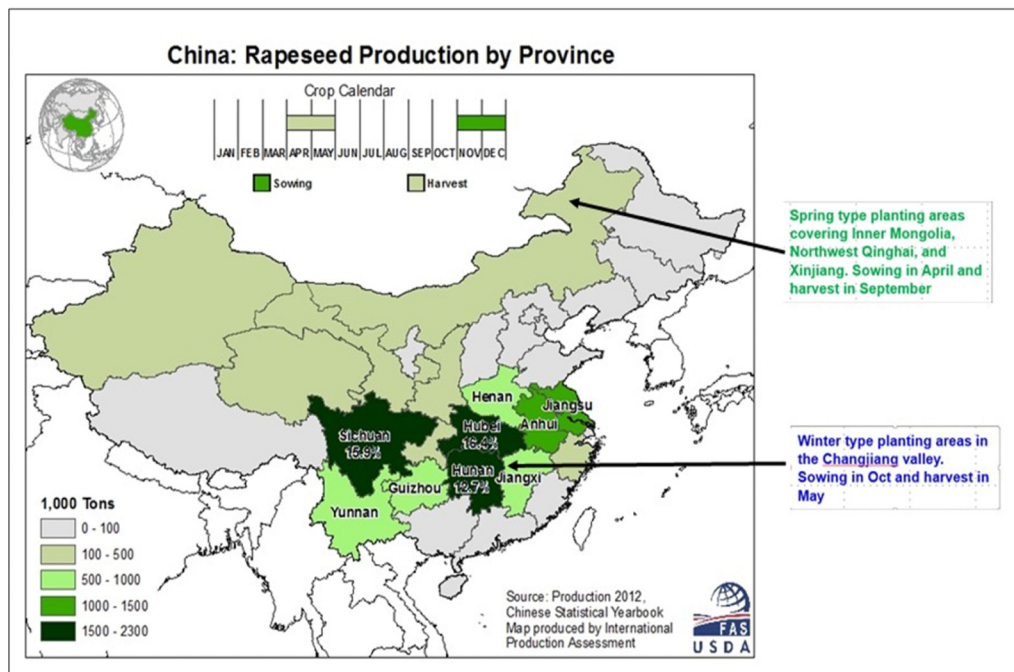 China: Rapeseed Production by Province
Crop Calendar
JAN FEB MAR APR MAY JUN JUL AUG SEP OCT NOV DEC
Sowing
Harvest
Spring type planting areas
covering Inner Mongolia,
Northwest Qinghai, and
Xinjiang. Sowing in April and
harvest in September
Henan
Jiangsu
Anhui
Sichuan
15.9%
Hubei
16.4%
Hunan
12.7%
Jiangxi
Guizhou
Yunnan
Winter type planting areas in
the Changjiang valley.
Sowing in Oct and harvest in
May
1,000 Tons
0 - 100
100 - 500
500 - 1000
1000 - 1500
1500 - 2300
Source: Production 2012,
Chinese Statistical Yearbook
Map produced by International
Production Assessment
FAS
USDA